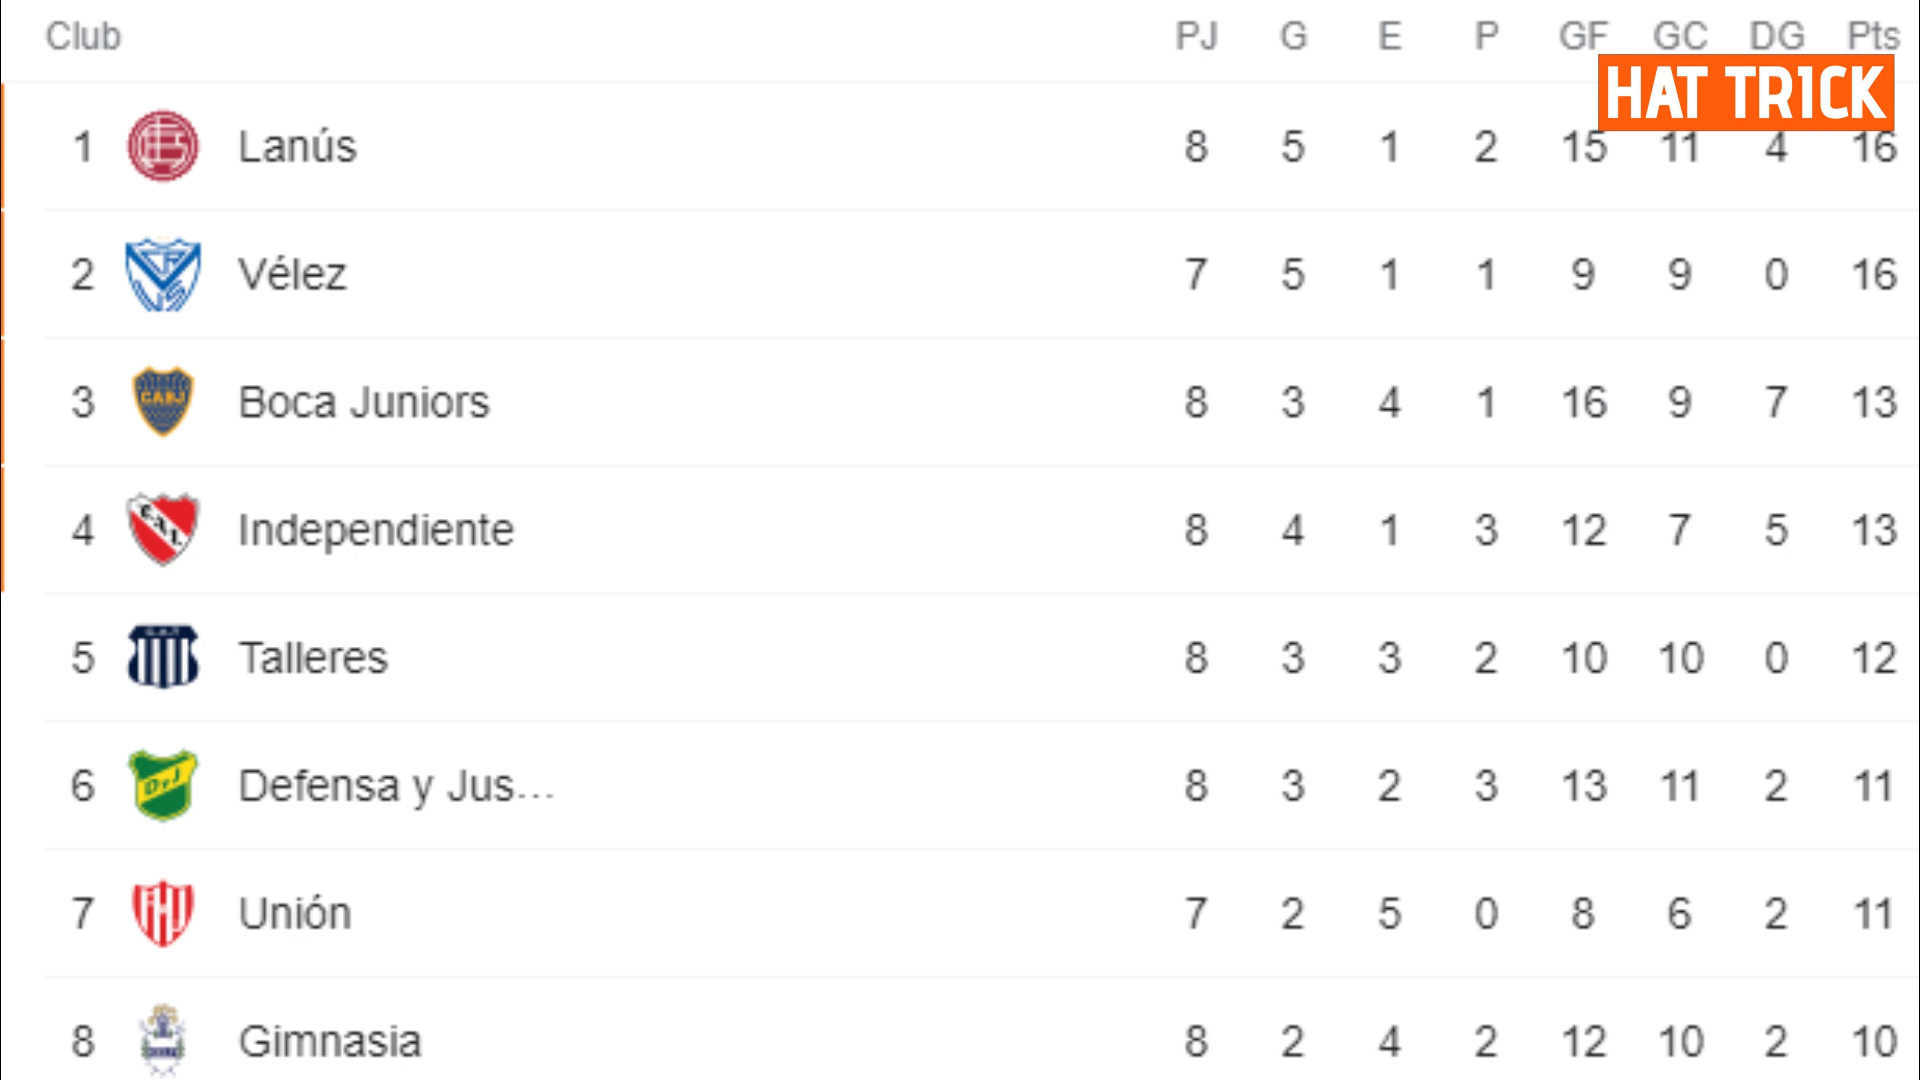 Club PJ G E P GF GC DG Pts
HAT TRICK
1 Lanús 8 5 1 2 15 11 4 16
2 Vélez 7 5 1 1 9 9 0 16
3 CABJ Boca Juniors 8 3 4 1 16 9 7 13
4 C.A.I. Independiente 8 4 1 3 12 7 5 13
5 Talleres 8 3 3 2 10 10 0 12
6 DyJ Defensa y Jus... 8 3 2 3 13 11 2 11
7 Unión 7 2 5 0 8 6 2 11
8 Gimnasia 8 2 4 2 12 10 2 10